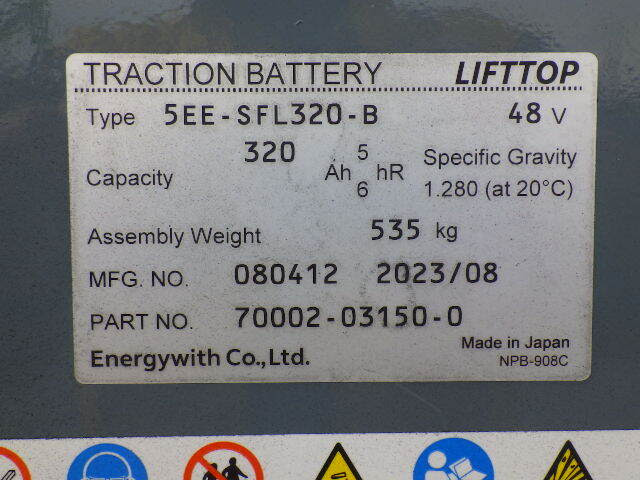 TRACTION BATTERY LIFTTOP
Type 5EE-SFL320-B 48 V
Capacity 320 Ah 5 hR Specific Gravity
6 1.280 (at 20°C)
Assembly Weight 535 kg
MFG. NO. 080412 2023/08
PART NO. 70002-03150-0
Energywith Co.,Ltd. Made in Japan
NPB-908C